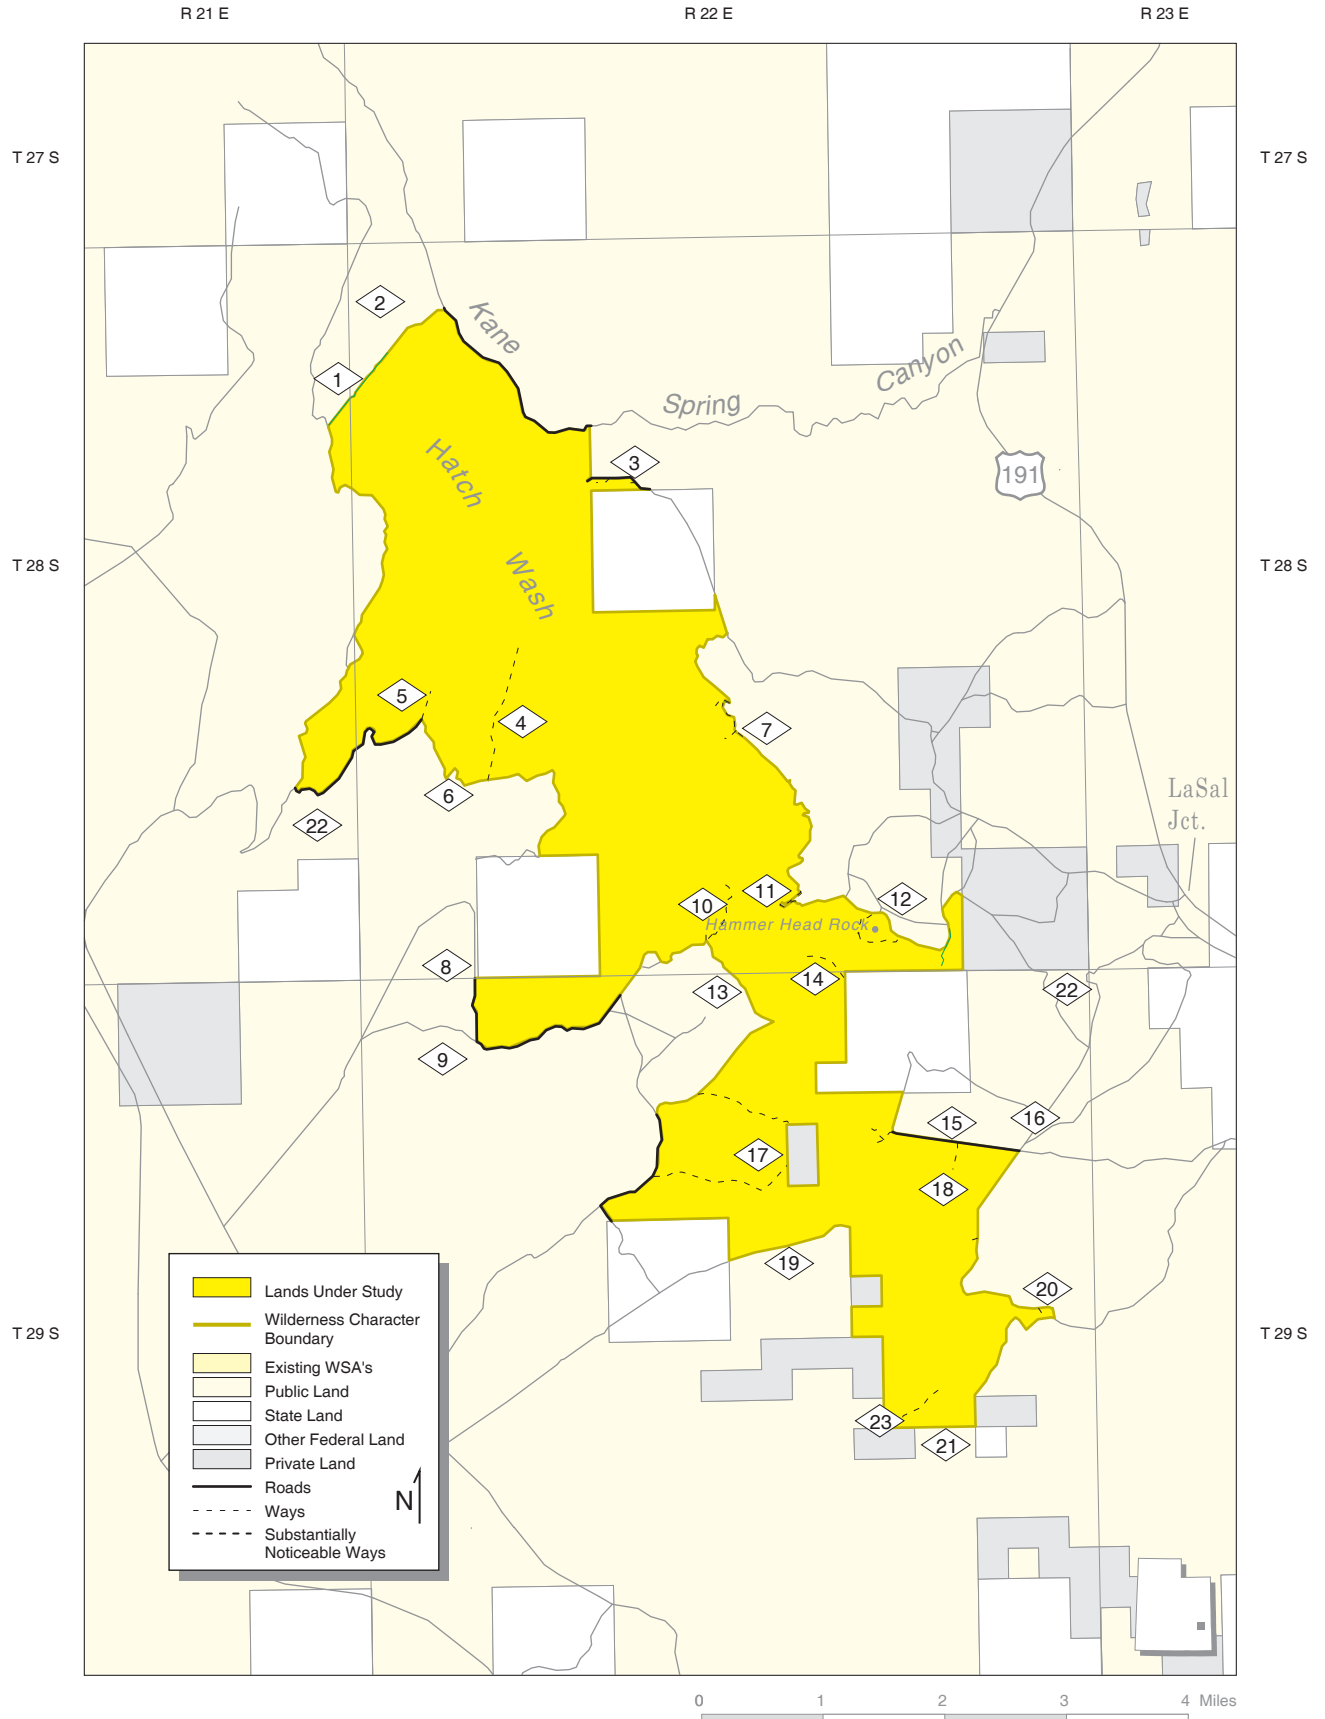 R 21 E
R 22 E
R 23 E
T 27 S
T 27 S
2
Kane
1
Canyon
Spring
Hatch
3
191
Wash
T 28 S
T 28 S
5
4
7
6
LaSal
Jct.
22
11
12
10
Hammer Head Rock
8
14
13
22
9
15
16
17
18
19
20
T 29 S
T 29 S
23
21
Lands Under Study
Wilderness Character
Boundary
Existing WSA's
Public Land
State Land
Other Federal Land
Private Land
Roads
Ways
Substantially
Noticeable Ways
N
0 1 2 3 4 Miles